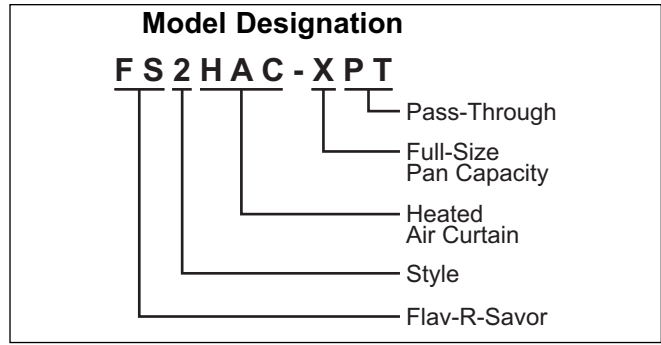 Model Designation
FS2HAC-XPT
Pass-Through
Full-Size
Pan Capacity
Heated
Air Curtain
Style
Flav-R-Savor